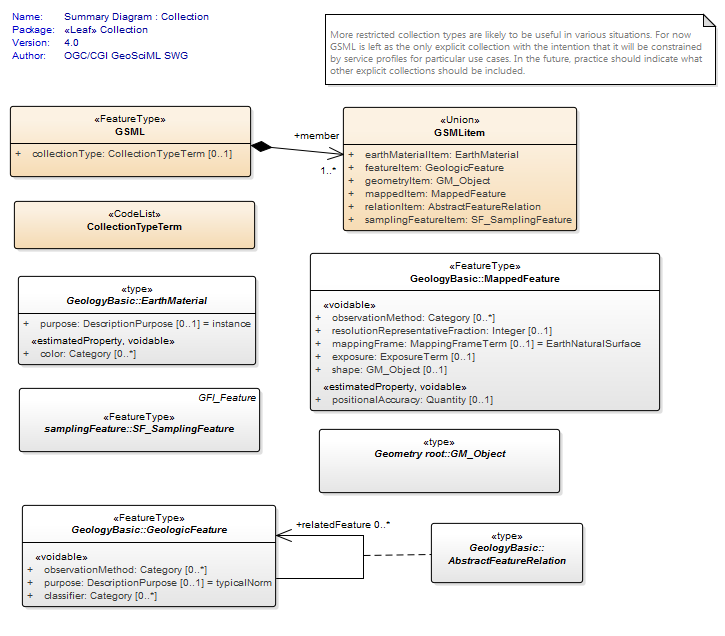 Name: Summary Diagram : Collection
Package: «Leaf» Collection
Version: 4.0
Author: OGC/CGI GeoSciML SWG
More restricted collection types are likely to be useful in various situations. For now
GSML is left as the only explicit collection with the intention that it will be constrained
by service profiles for particular use cases. In the future, practice should indicate what
other explicit collections should be included.
«FeatureType»
GSML
+ collectionType: CollectionTypeTerm [0..1]
+member
1..*
«Union»
GSMLitem
+ earthMaterialItem: EarthMaterial
+ featureItem: GeologicFeature
+ geometryItem: GM_Object
+ mappedItem: MappedFeature
+ relationItem: AbstractFeatureRelation
+ samplingFeatureItem: SF_SamplingFeature
«CodeList»
CollectionTypeTerm
«type»
GeologyBasic::EarthMaterial
+ purpose: DescriptionPurpose [0..1] = instance
«estimatedProperty, voidable»
+ color: Category [0..*]
«FeatureType»
GeologyBasic::MappedFeature
«voidable»
+ observationMethod: Category [0..*]
+ resolutionRepresentativeFraction: Integer [0..1]
+ mappingFrame: MappingFrameTerm [0..1] = EarthNaturalSurface
+ exposure: ExposureTerm [0..1]
+ shape: GM_Object [0..1]
«estimatedProperty, voidable»
+ positionalAccuracy: Quantity [0..1]
GFI_Feature
«FeatureType»
samplingFeature::SF_SamplingFeature
«type»
Geometry root::GM_Object
«FeatureType»
GeologyBasic::GeologicFeature
«voidable»
+ observationMethod: Category [0..*]
+ purpose: DescriptionPurpose [0..1] = typicalNorm
+ classifier: Category [0..*]
+relatedFeature 0..*
«type»
GeologyBasic::
AbstractFeatureRelation